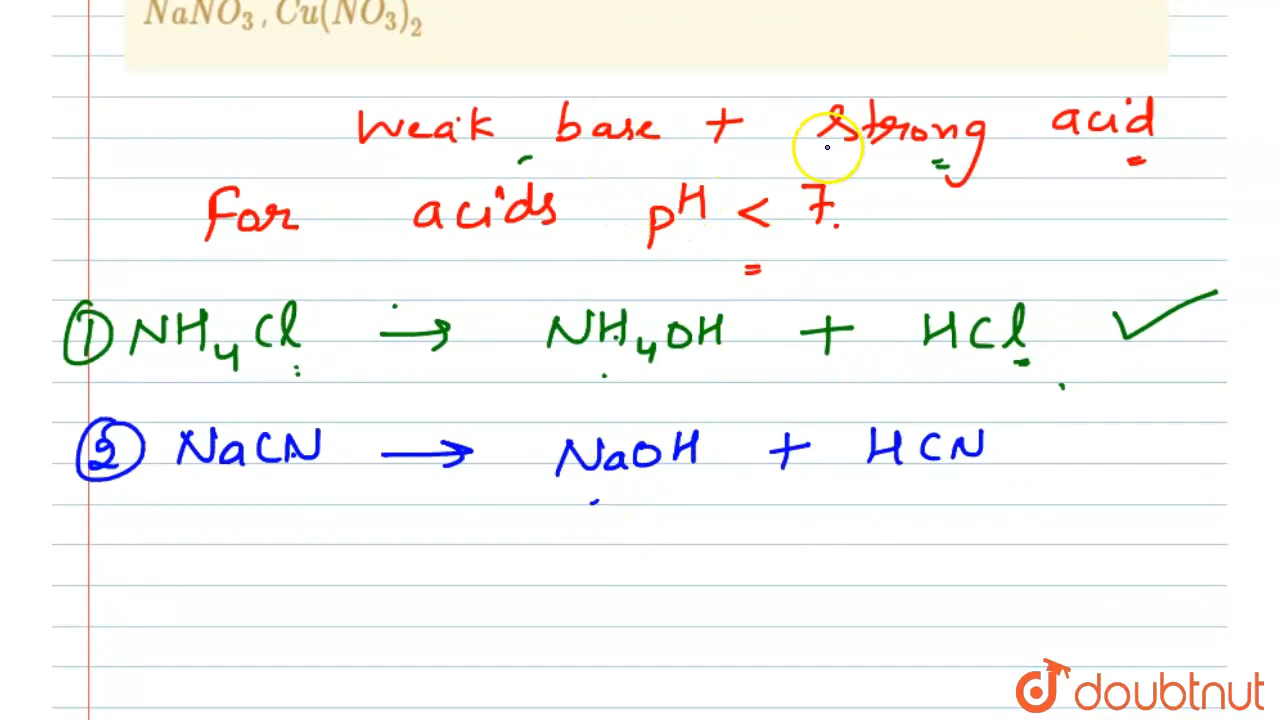 NaNO₃, Cu(NO₃)₂
Weak base + strong acid
For acids pH < 7.
① NH₄Cl → NH₄OH + HCl ✓
② NaCN → NaOH + HCN
doubtnut